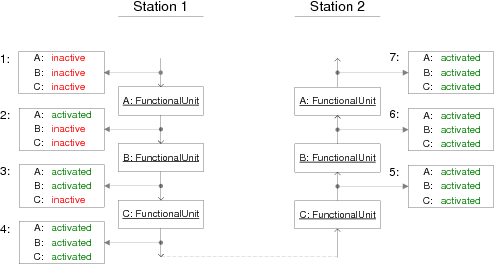 Station 1
Station 2
1:
A: inactive
B: inactive
C: inactive
A: FunctionalUnit
2:
A: activated
B: inactive
C: inactive
B: FunctionalUnit
3:
A: activated
B: activated
C: inactive
C: FunctionalUnit
4:
A: activated
B: activated
C: activated
7:
A: activated
B: activated
C: activated
A: FunctionalUnit
6:
A: activated
B: activated
C: activated
B: FunctionalUnit
5:
A: activated
B: activated
C: activated
C: FunctionalUnit